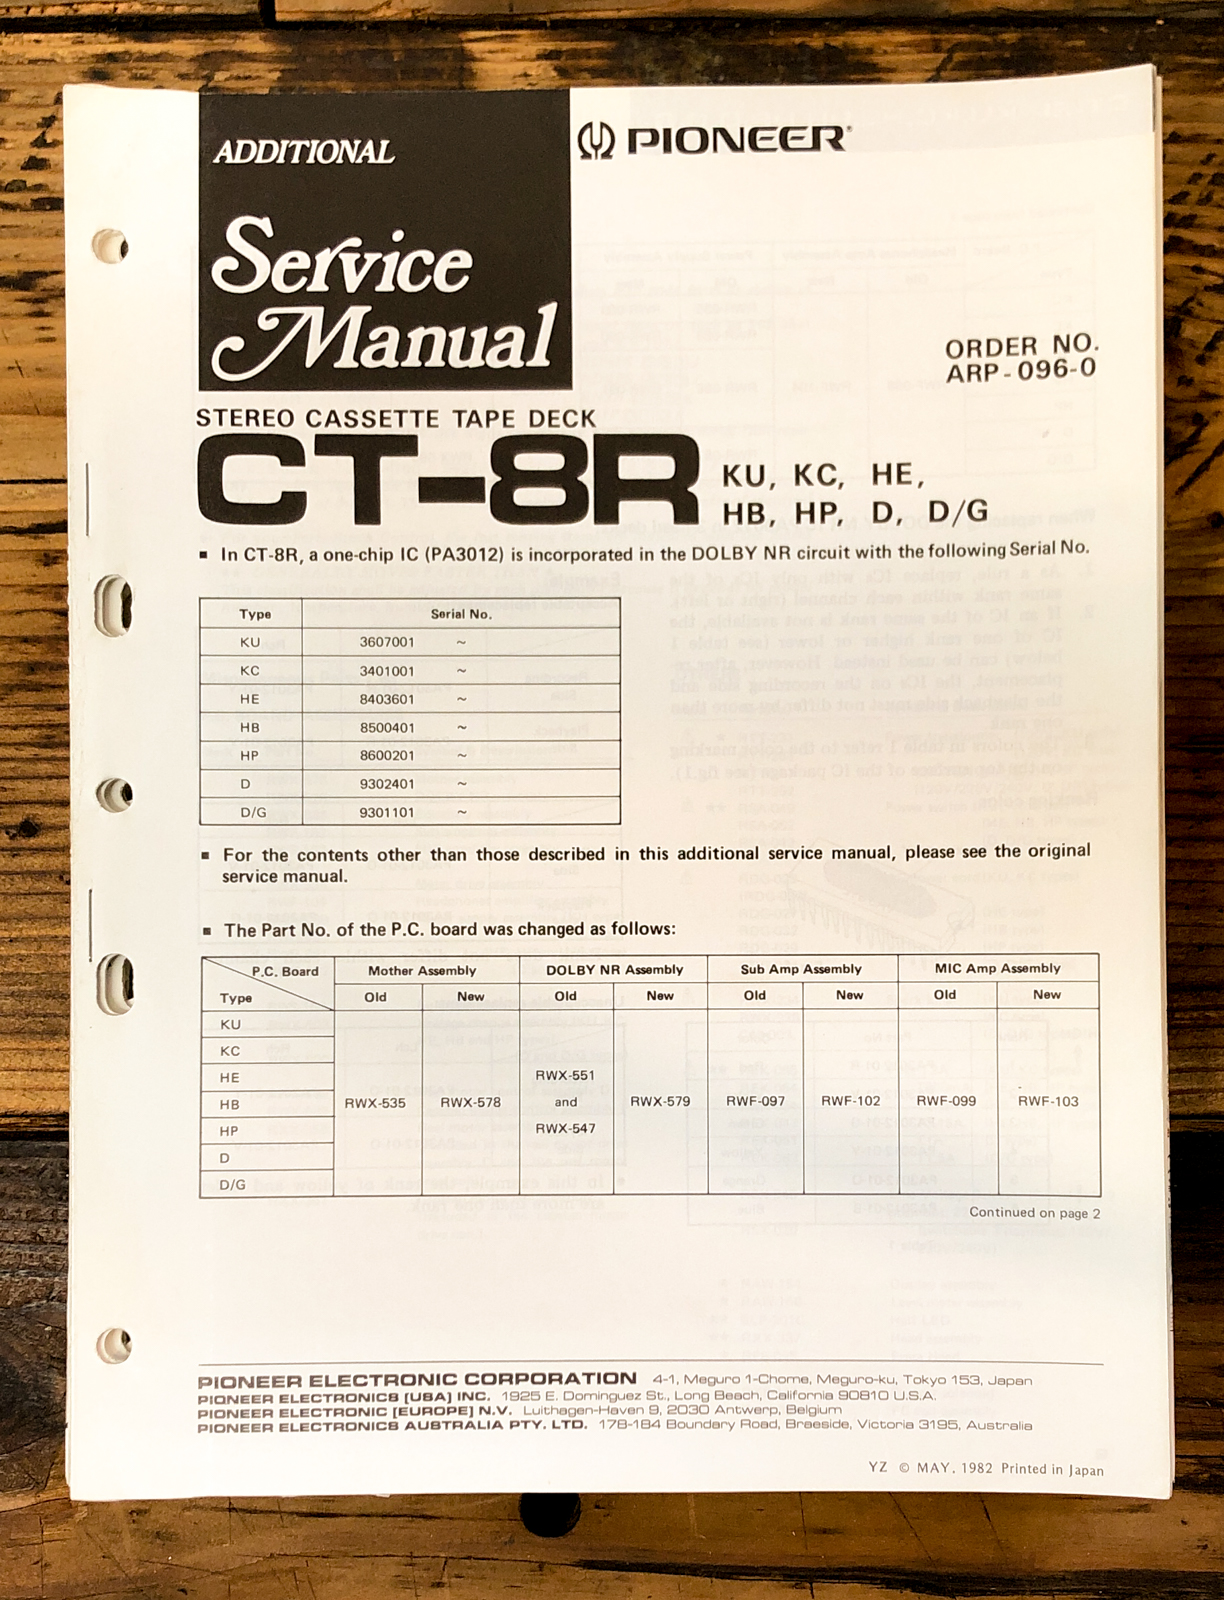 ADDITIONAL
PIONEER®
Service
Manual
ORDER NO.
ARP-096-0
STEREO CASSETTE TAPE DECK
CT-8R KU, KC, HE,
HB, HP, D, D/G
▪ In CT-8R, a one-chip IC (PA3012) is incorporated in the DOLBY NR circuit with the following Serial No.
Type Serial No.
KU 3607001 ~
KC 3401001 ~
HE 8403601 ~
HB 8500401 ~
HP 8600201 ~
D 9302401 ~
D/G 9301101 ~
▪ For the contents other than those described in this additional service manual, please see the original
service manual.
▪ The Part No. of the P.C. board was changed as follows:
P.C. Board Mother Assembly DOLBY NR Assembly Sub Amp Assembly MIC Amp Assembly
Type Old New Old New Old New Old New
KU
KC
HE RWX-551
HB RWX-535 RWX-578 and RWX-579 RWF-097 RWF-102 RWF-099 RWF-103
HP RWX-547
D
D/G
Continued on page 2
PIONEER ELECTRONIC CORPORATION 4-1, Meguro 1-Chome, Meguro-ku, Tokyo 153, Japan
PIONEER ELECTRONICS [USA] INC. 1925 E. Dominguez St., Long Beach, California 90810 U.S.A.
PIONEER ELECTRONIC [EUROPE] N.V. Luithagen-Haven 9, 2030 Antwerp, Belgium
PIONEER ELECTRONICS AUSTRALIA PTY. LTD. 178-184 Boundary Road, Braeside, Victoria 3195, Australia
YZ © MAY. 1982 Printed in Japan